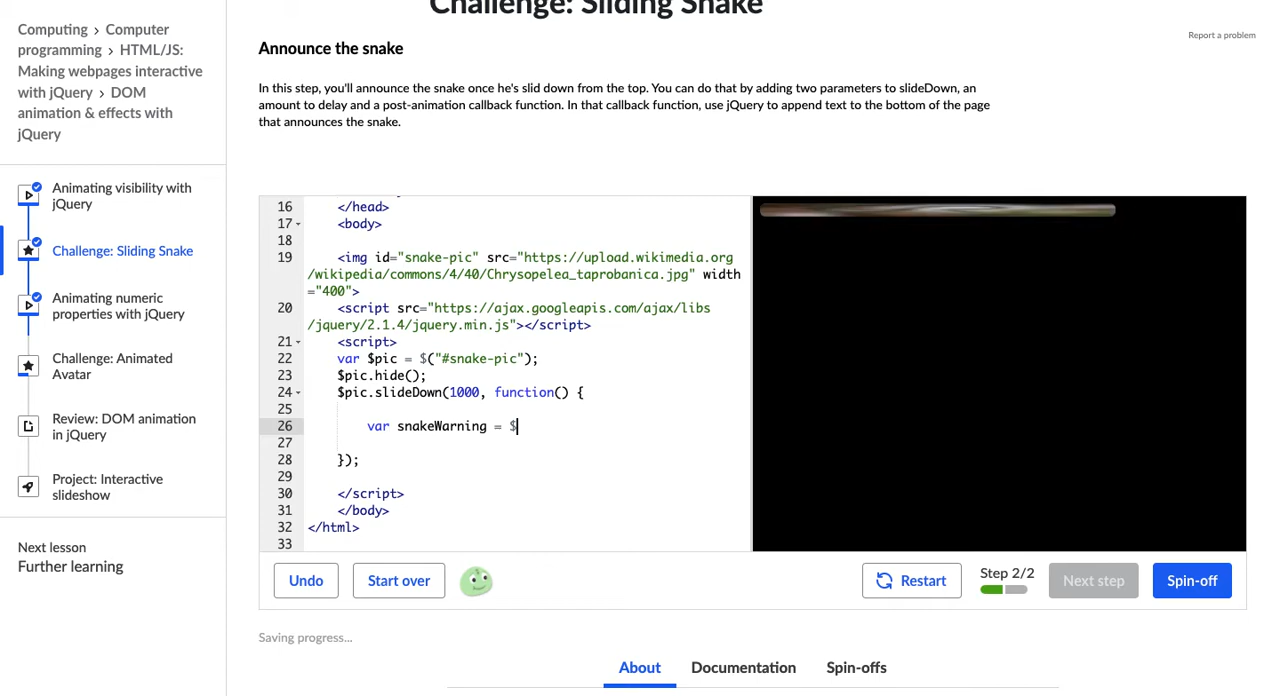 Challenge: Sliding Snake
Computing › Computer
programming › HTML/JS:
Making webpages interactive
with jQuery › DOM
animation & effects with
jQuery
Animating visibility with
jQuery
Challenge: Sliding Snake
Animating numeric
properties with jQuery
Challenge: Animated
Avatar
Review: DOM animation
in jQuery
Project: Interactive
slideshow
Next lesson
Further learning
Report a problem
Announce the snake
In this step, you'll announce the snake once he's slid down from the top. You can do that by adding two parameters to slideDown, an
amount to delay and a post-animation callback function. In that callback function, use jQuery to append text to the bottom of the page
that announces the snake.
16 </head>
17 <body>
18
19 <img id="snake-pic" src="https://upload.wikimedia.org
/wikipedia/commons/4/40/Chrysopelea_taprobanica.jpg" width
="400">
20 <script src="https://ajax.googleapis.com/ajax/libs
/jquery/2.1.4/jquery.min.js"></script>
21 <script>
22 var $pic = $("#snake-pic");
23 $pic.hide();
24 $pic.slideDown(1000, function() {
25
26 var snakeWarning = $
27
28 });
29
30 </script>
31 </body>
32 </html>
33
Undo
Start over
Restart
Step 2/2
Next step
Spin-off
Saving progress...
About
Documentation
Spin-offs